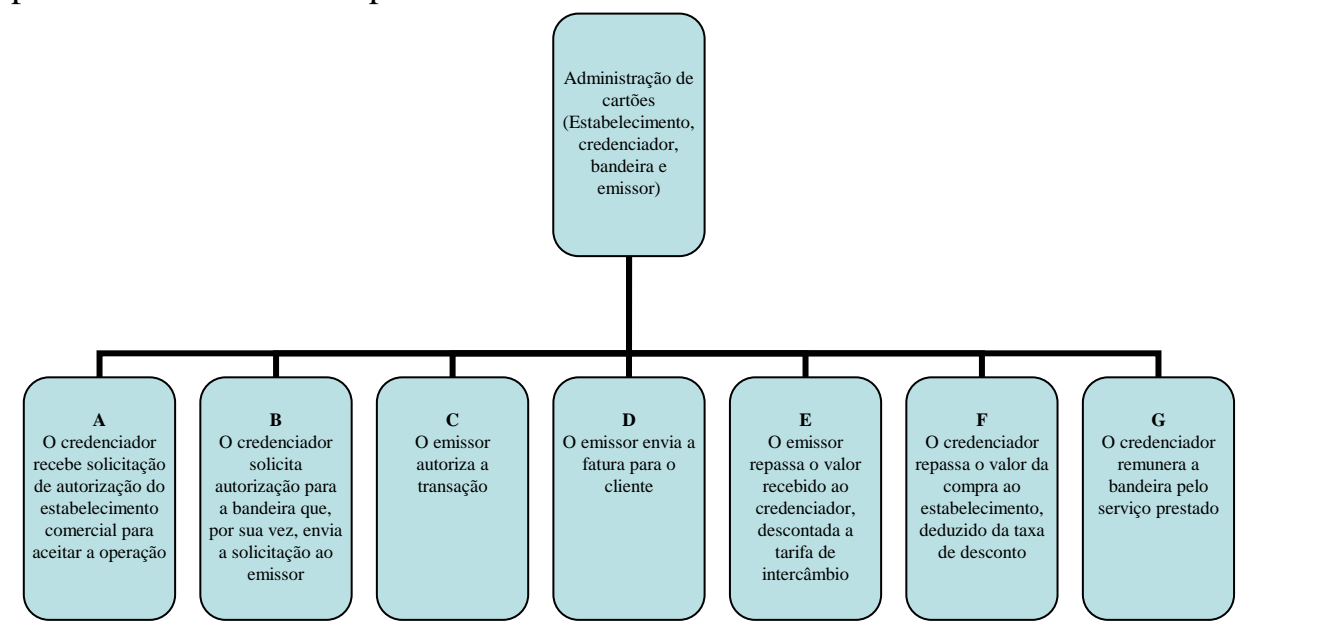 Administração de
cartões
(Estabelecimento,
credenciador,
bandeira e
emissor)
A
O credenciador
recebe solicitação
de autorização do
estabelecimento
comercial para
aceitar a operação
B
O credenciador
solicita
autorização para
a bandeira que,
por sua vez, envia
a solicitação ao
emissor
C
O emissor
autoriza a
transação
D
O emissor envia a
fatura para o
cliente
E
O emissor
repassa o valor
recebido ao
credenciador,
descontada a
tarifa de
intercâmbio
F
O credenciador
repassa o valor da
compra ao
estabelecimento,
deduzido da taxa
de desconto
G
O credenciador
remunera a
bandeira pelo
serviço prestado